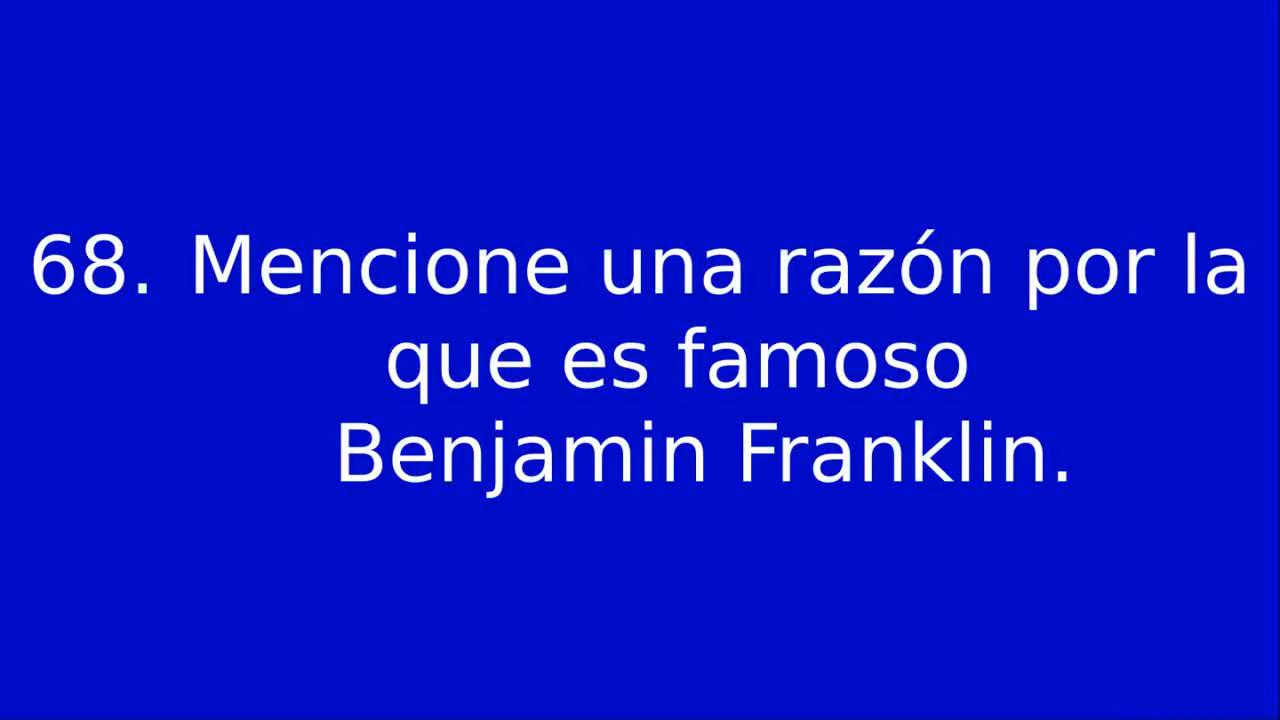 68. Mencione una razón por la
que es famoso
Benjamin Franklin.